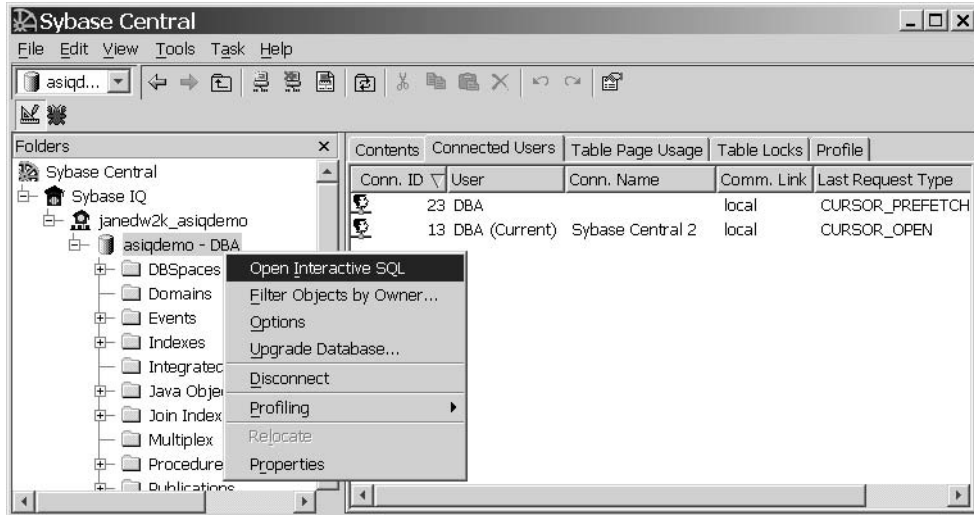 Sybase Central
File Edit View Tools Task Help
asiqd...
Folders
Sybase Central
Sybase IQ
janedw2k_asiqdemo
asiqdemo - DBA
DBSpaces
Domains
Events
Indexes
Integrated
Java Obje
Join Index
Multiplex
Procedure
Publications
Open Interactive SQL
Filter Objects by Owner...
Options
Upgrade Database...
Disconnect
Profiling
Relocate
Properties
Contents Connected Users Table Page Usage Table Locks Profile
Conn. ID User Conn. Name Comm. Link Last Request Type
23 DBA local CURSOR_PREFETCH
13 DBA (Current) Sybase Central 2 local CURSOR_OPEN